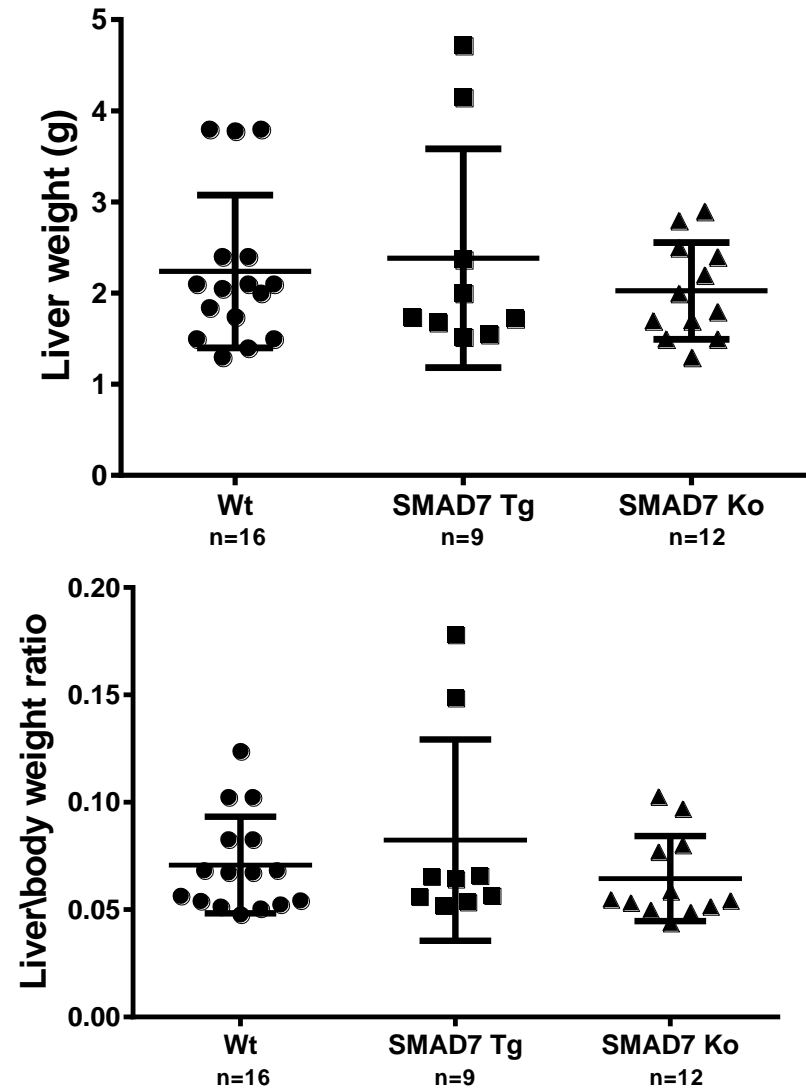 Liver weight (g)
5
4
3
2
1
0
Wt
SMAD7 Tg
SMAD7 Ko
n=16
n=9
n=12
Liver\body weight ratio
0.20
0.15
0.10
0.05
0.00
Wt
SMAD7 Tg
SMAD7 Ko
n=16
n=9
n=12